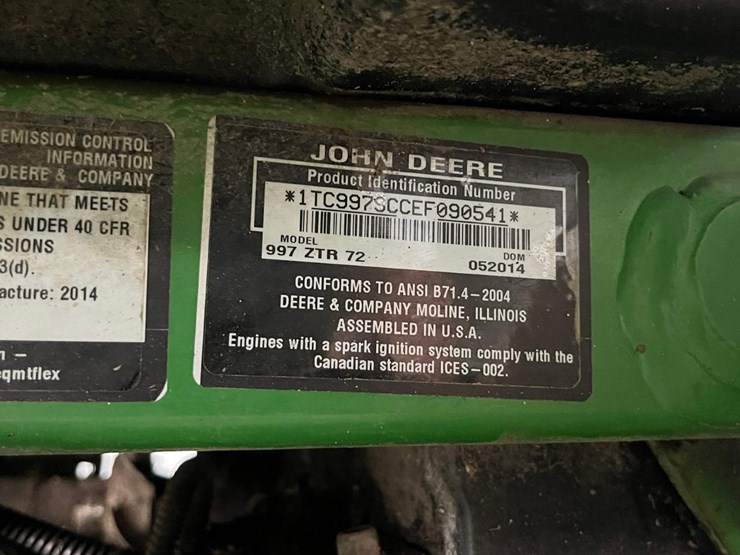 EMISSION CONTROL
INFORMATION
DEERE & COMPANY
NE THAT MEETS
S UNDER 40 CFR
SSIONS
3(d).
acture: 2014
eqmtflex
JOHN DEERE
Product Identification Number
*1TC997SCCEF090541*
MODEL
997 ZTR 72
DOM
052014
CONFORMS TO ANSI B71.4-2004
DEERE & COMPANY MOLINE, ILLINOIS
ASSEMBLED IN U.S.A.
Engines with a spark ignition system comply with the
Canadian standard ICES-002.